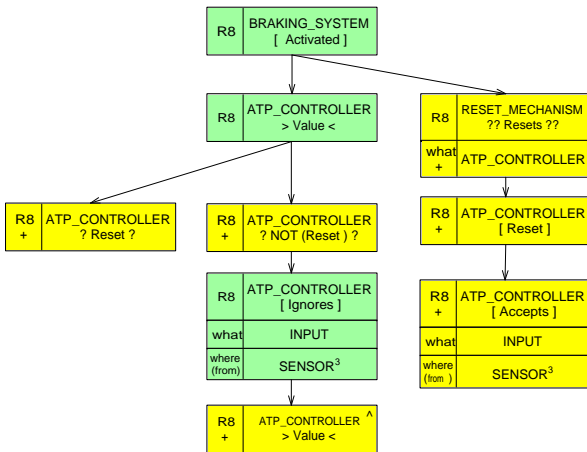 R8 BRAKING_SYSTEM
[ Activated ]
R8 ATP_CONTROLLER
> Value <
RESET_MECHANISM
R8 ?? Resets ??
what
+ ATP_CONTROLLER
R8 ATP_CONTROLLER
+ ? Reset ?
R8 ATP_CONTROLLER
+ ? NOT (Reset ) ?
R8 ATP_CONTROLLER
+ [ Reset ]
R8 ATP_CONTROLLER
[ Ignores ]
what INPUT
where
(from) SENSOR³
R8 ATP_CONTROLLER
+ [ Accepts ]
what INPUT
where
(from ) SENSOR³
R8 ATP_CONTROLLER ^
+ > Value <